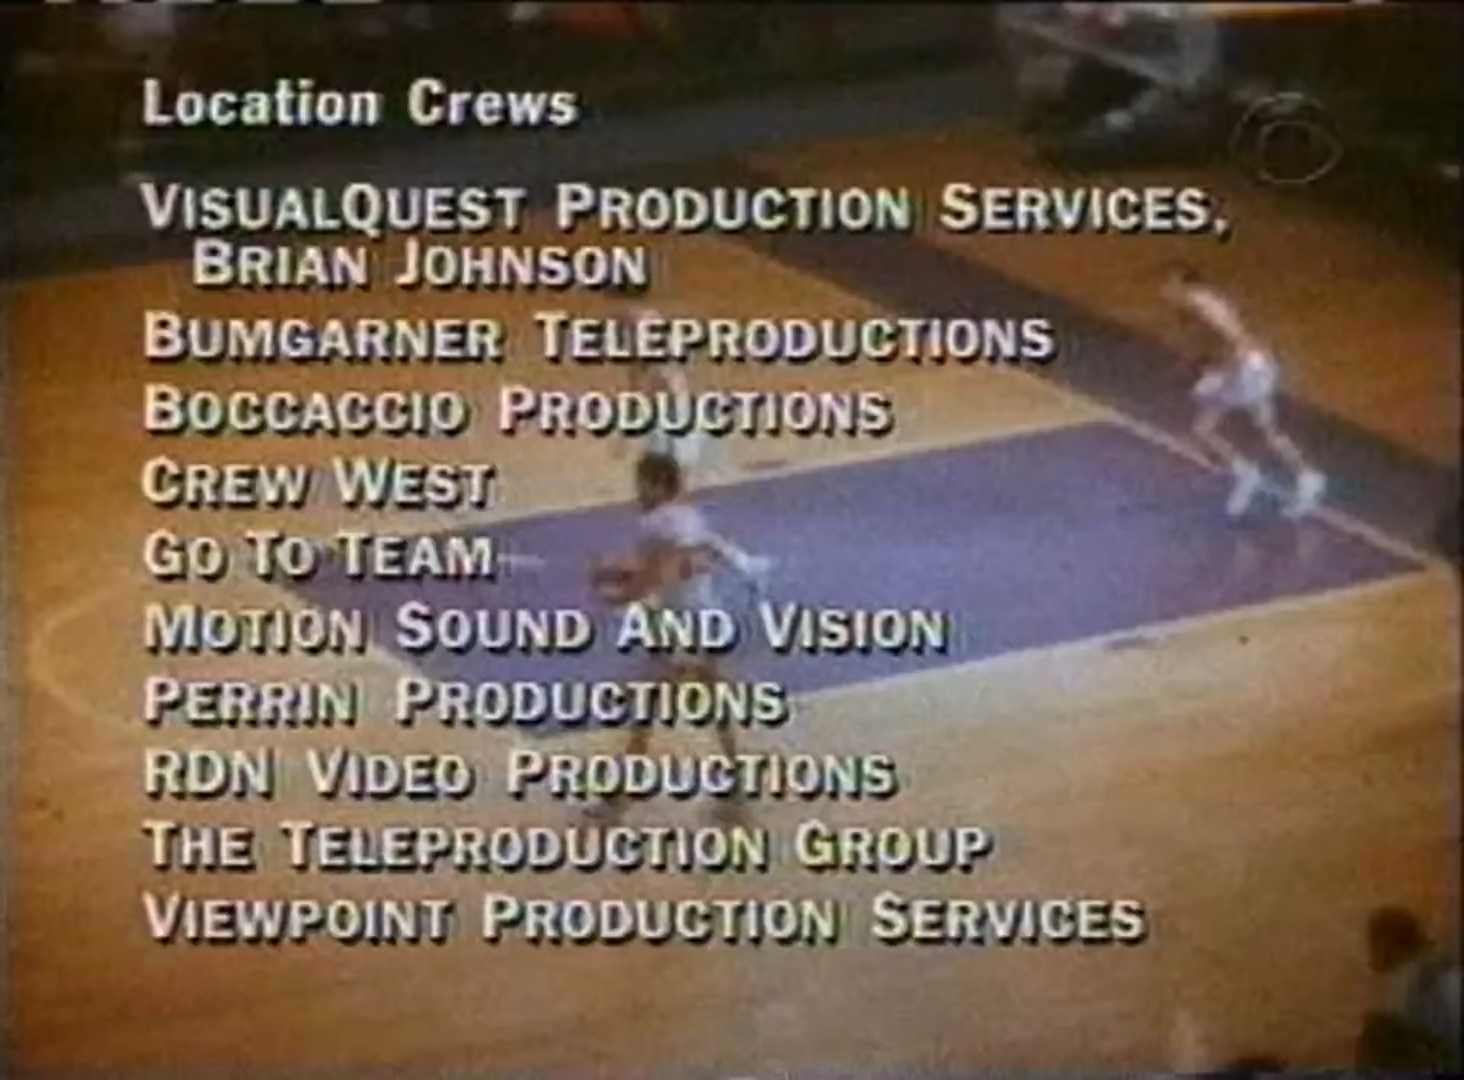 Location Crews
VISUALQUEST PRODUCTION SERVICES,
BRIAN JOHNSON
BUMGARNER TELEPRODUCTIONS
BOCCACCIO PRODUCTIONS
CREW WEST
GO TO TEAM
MOTION SOUND AND VISION
PERRIN PRODUCTIONS
RDN VIDEO PRODUCTIONS
THE TELEPRODUCTION GROUP
VIEWPOINT PRODUCTION SERVICES